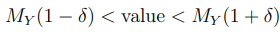 M_Y(1 − δ) < value < M_Y(1 + δ)